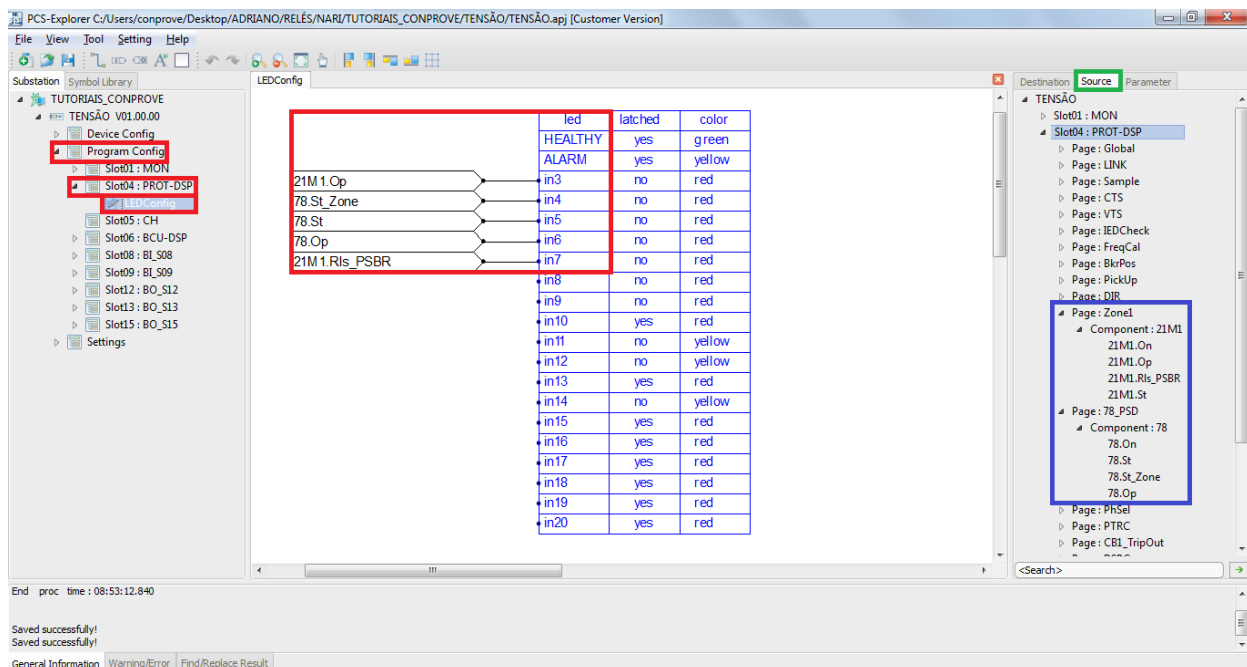 PCS-Explorer C:/Users/conprove/Desktop/ADRIANO/RELÉS/NARI/TUTORIAIS_CONPROVE/TENSÃO/TENSÃO.apj [Customer Version]
File View Tool Setting Help
Substation Symbol Library
TUTORIAIS_CONPROVE
TENSÃO V01.00.00
Device Config
Program Config
Slot01 : MON
Slot04 : PROT-DSP
LEDConfig
Slot05 : CH
Slot06 : BCU-DSP
Slot08 : BI_S08
Slot09 : BI_S09
Slot12 : BO_S12
Slot13 : BO_S13
Slot15 : BO_S15
Settings
LEDConfig
led latched color
HEALTHY yes green
ALARM yes yellow
21M1.Op in3 no red
78.St_Zone in4 no red
78.St in5 no red
78.Op in6 no red
21M1.Rls_PSBR in7 no red
in8 no red
in9 no red
in10 yes red
in11 no yellow
in12 no yellow
in13 yes red
in14 no yellow
in15 yes red
in16 yes red
in17 yes red
in18 yes red
in19 yes red
in20 yes red
Destination Source Parameter
TENSÃO
Slot01 : MON
Slot04 : PROT-DSP
Page : Global
Page : LINK
Page : Sample
Page : CTS
Page : VTS
Page : IEDCheck
Page : FreqCal
Page : BkrPos
Page : PickUp
Page : DIR
Page : Zone1
Component : 21M1
21M1.On
21M1.Op
21M1.Rls_PSBR
21M1.St
Page : 78_PSD
Component : 78
78.On
78.St
78.St_Zone
78.Op
Page : PhSel
Page : PTRC
Page : CB1_TripOut
<Search>
End proc time : 08:53:12.840
Saved successfully!
Saved successfully!
General Information Warning/Error Find/Replace Result